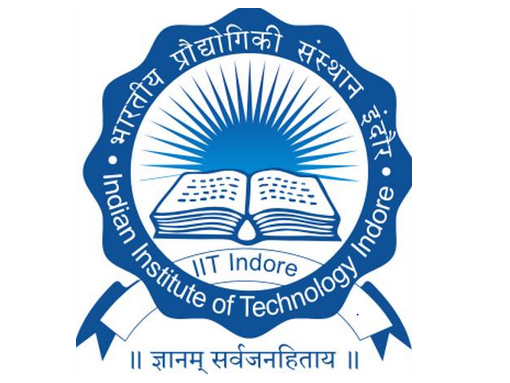 • भारतीय प्रौद्योगिकी संस्थान इंदौर •
Indian Institute of Technology Indore
IIT Indore
॥ ज्ञानम् सर्वजनहिताय ॥